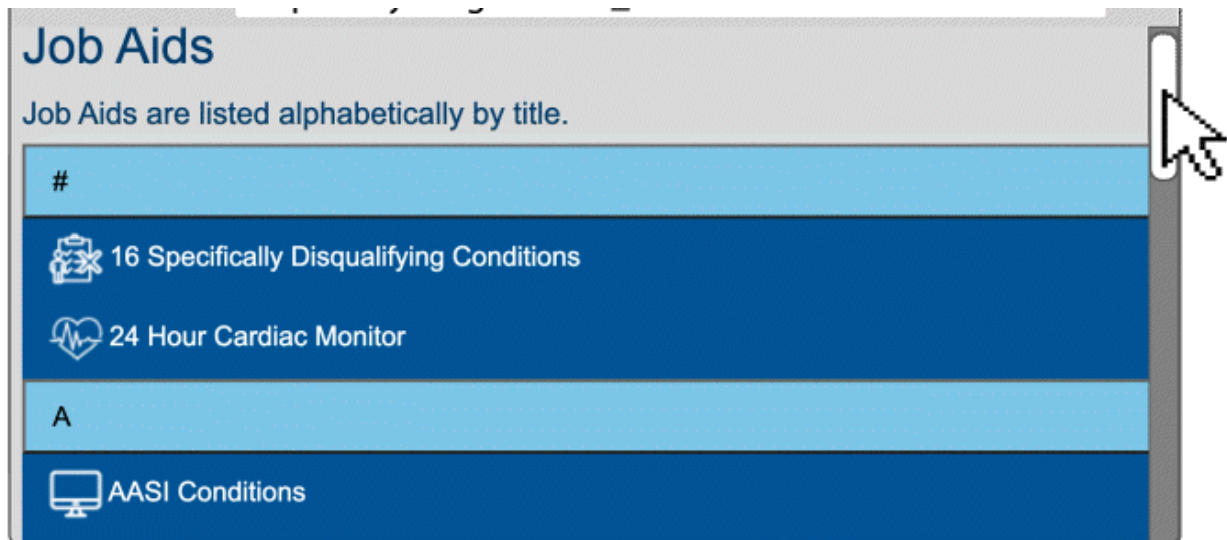 Job Aids
Job Aids are listed alphabetically by title.
#
16 Specifically Disqualifying Conditions
24 Hour Cardiac Monitor
A
AASI Conditions